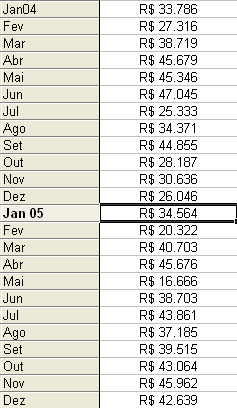 Jan04 R$ 33.786
Fev R$ 27.316
Mar R$ 38.719
Abr R$ 45.679
Mai R$ 45.346
Jun R$ 47.045
Jul R$ 25.333
Ago R$ 34.371
Set R$ 44.855
Out R$ 28.187
Nov R$ 30.636
Dez R$ 26.046
Jan 05 R$ 34.564
Fev R$ 20.322
Mar R$ 40.703
Abr R$ 45.676
Mai R$ 16.666
Jun R$ 38.703
Jul R$ 43.861
Ago R$ 37.185
Set R$ 39.515
Out R$ 43.064
Nov R$ 45.962
Dez R$ 42.639